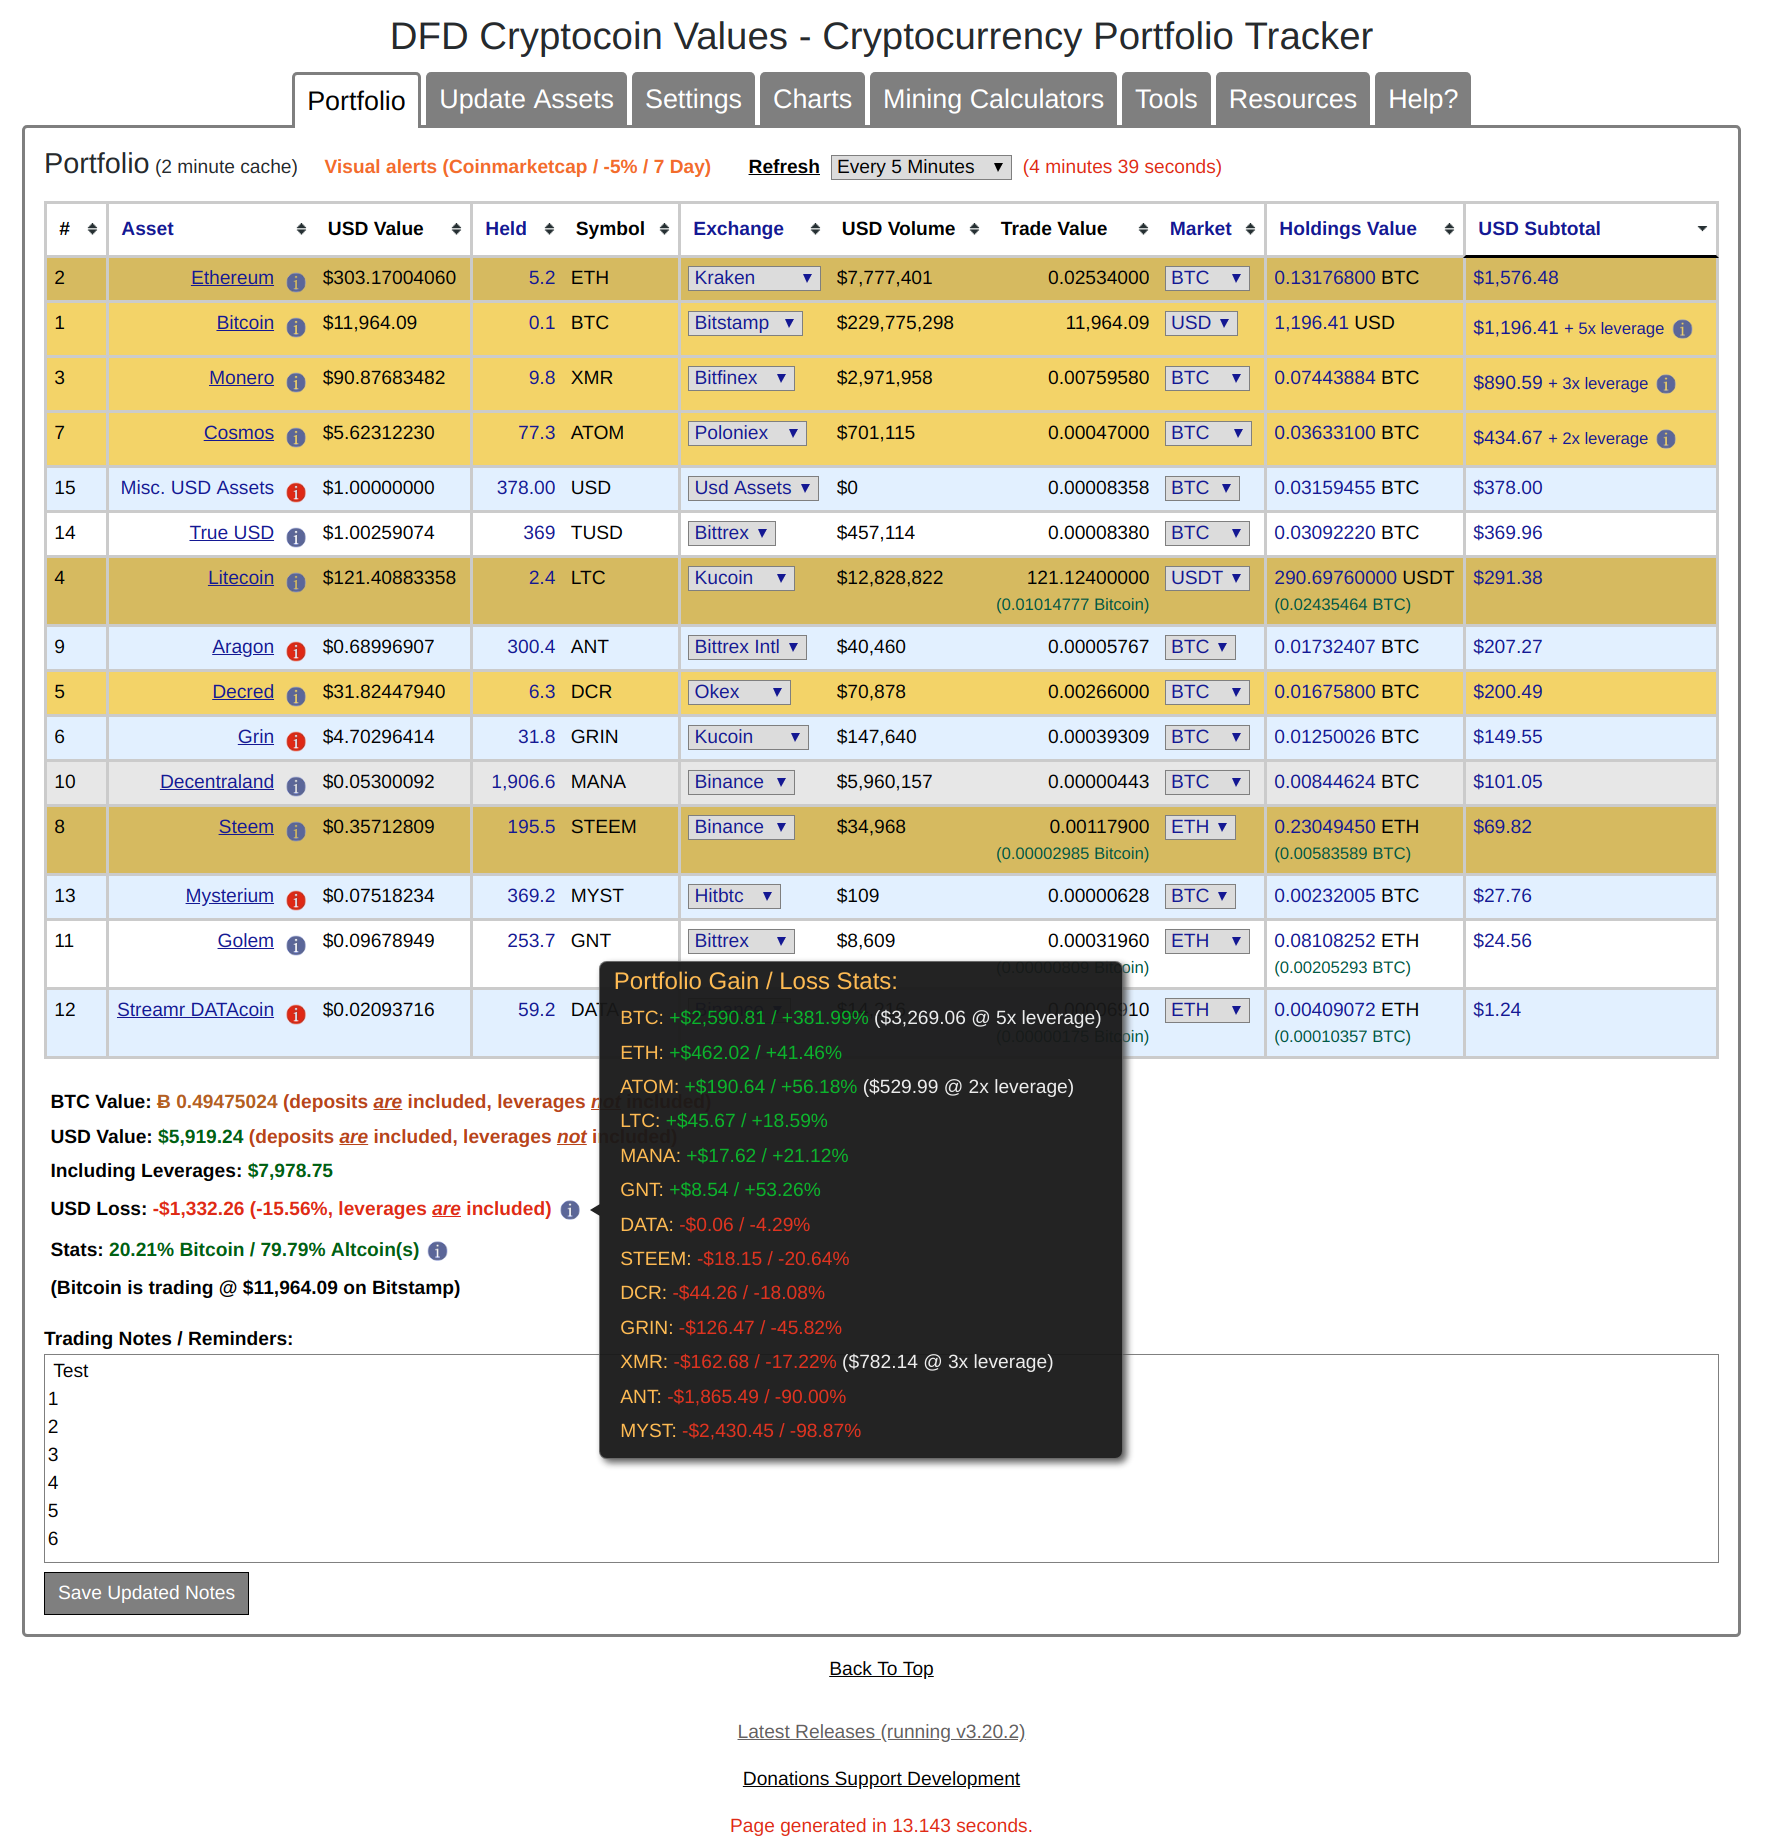 DFD Cryptocoin Values - Cryptocurrency Portfolio Tracker
Portfolio Update Assets Settings Charts Mining Calculators Tools Resources Help?
Portfolio (2 minute cache) Visual alerts (Coinmarketcap / -5% / 7 Day) Refresh Every 5 Minutes (4 minutes 39 seconds)
# Asset USD Value Held Symbol Exchange USD Volume Trade Value Market Holdings Value USD Subtotal
2 Ethereum $303.17004060 5.2 ETH Kraken $7,777,401 0.02534000 BTC 0.13176800 BTC $1,576.48
1 Bitcoin $11,964.09 0.1 BTC Bitstamp $229,775,298 11,964.09 USD 1,196.41 USD $1,196.41 + 5x leverage
3 Monero $90.87683482 9.8 XMR Bitfinex $2,971,958 0.00759580 BTC 0.07443884 BTC $890.59 + 3x leverage
7 Cosmos $5.62312230 77.3 ATOM Poloniex $701,115 0.00047000 BTC 0.03633100 BTC $434.67 + 2x leverage
15 Misc. USD Assets $1.00000000 378.00 USD Usd Assets $0 0.00008358 BTC 0.03159455 BTC $378.00
14 True USD $1.00259074 369 TUSD Bittrex $457,114 0.00008380 BTC 0.03092220 BTC $369.96
4 Litecoin $121.40883358 2.4 LTC Kucoin $12,828,822 121.12400000 USDT 290.69760000 USDT $291.38
(0.01014777 Bitcoin) (0.02435464 BTC)
9 Aragon $0.68996907 300.4 ANT Bittrex Intl $40,460 0.00005767 BTC 0.01732407 BTC $207.27
5 Decred $31.82447940 6.3 DCR Okex $70,878 0.00266000 BTC 0.01675800 BTC $200.49
6 Grin $4.70296414 31.8 GRIN Kucoin $147,640 0.00039309 BTC 0.01250026 BTC $149.55
10 Decentraland $0.05300092 1,906.6 MANA Binance $5,960,157 0.00000443 BTC 0.00844624 BTC $101.05
8 Steem $0.35712809 195.5 STEEM Binance $34,968 0.00117900 ETH 0.23049450 ETH $69.82
(0.00002985 Bitcoin) (0.00583589 BTC)
13 Mysterium $0.07518234 369.2 MYST Hitbtc $109 0.00000628 BTC 0.00232005 BTC $27.76
11 Golem $0.09678949 253.7 GNT Bittrex $8,609 0.00031960 ETH 0.08108252 ETH $24.56
(0.00205293 BTC)
12 Streamr DATAcoin $0.02093716 59.2 DATA ETH 0.00409072 ETH $1.24
(0.00010357 BTC)
Portfolio Gain / Loss Stats:
BTC: +$2,590.81 / +381.99% ($3,269.06 @ 5x leverage)
ETH: +$462.02 / +41.46%
ATOM: +$190.64 / +56.18% ($529.99 @ 2x leverage)
LTC: +$45.67 / +18.59%
MANA: +$17.62 / +21.12%
GNT: +$8.54 / +53.26%
DATA: -$0.06 / -4.29%
STEEM: -$18.15 / -20.64%
DCR: -$44.26 / -18.08%
GRIN: -$126.47 / -45.82%
XMR: -$162.68 / -17.22% ($782.14 @ 3x leverage)
ANT: -$1,865.49 / -90.00%
MYST: -$2,430.45 / -98.87%
BTC Value: Ƀ 0.49475024 (deposits are included, leverages not included)
USD Value: $5,919.24 (deposits are included, leverages not included)
Including Leverages: $7,978.75
USD Loss: -$1,332.26 (-15.56%, leverages are included)
Stats: 20.21% Bitcoin / 79.79% Altcoin(s)
(Bitcoin is trading @ $11,964.09 on Bitstamp)
Trading Notes / Reminders:
Test
1
2
3
4
5
6
Save Updated Notes
Back To Top
Latest Releases (running v3.20.2)
Donations Support Development
Page generated in 13.143 seconds.